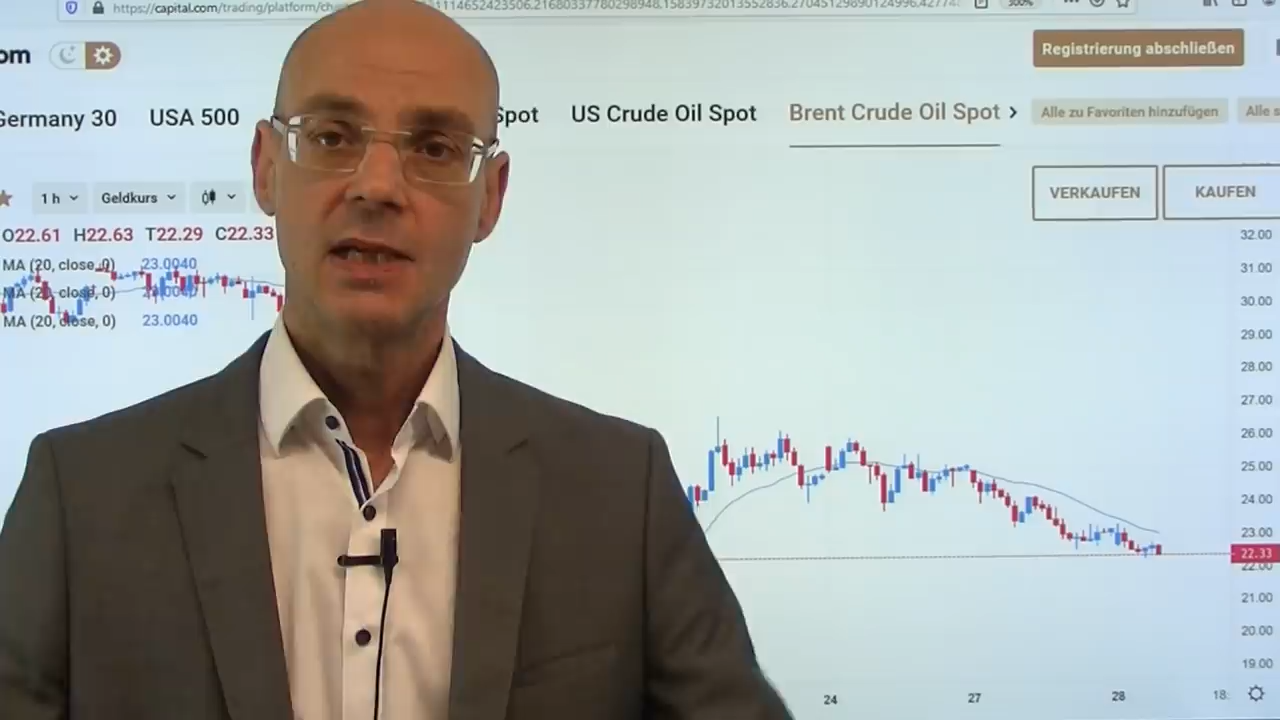 https://capital.com/trading/platform/ch
300%
om
Registrierung abschließen
Germany 30 USA 500 Spot US Crude Oil Spot Brent Crude Oil Spot
Alle zu Favoriten hinzufügen
Alle s
1 h Geldkurs
VERKAUFEN KAUFEN
O22.61 H22.63 T22.29 C22.33
MA (20, close, 0) 23.0040
MA (20, close, 0) 23.0040
MA (20, close, 0) 23.0040
32.00
31.00
30.00
29.00
28.00
27.00
26.00
25.00
24.00
23.00
22.33
22.00
21.00
20.00
19.00
24 27 28 18: